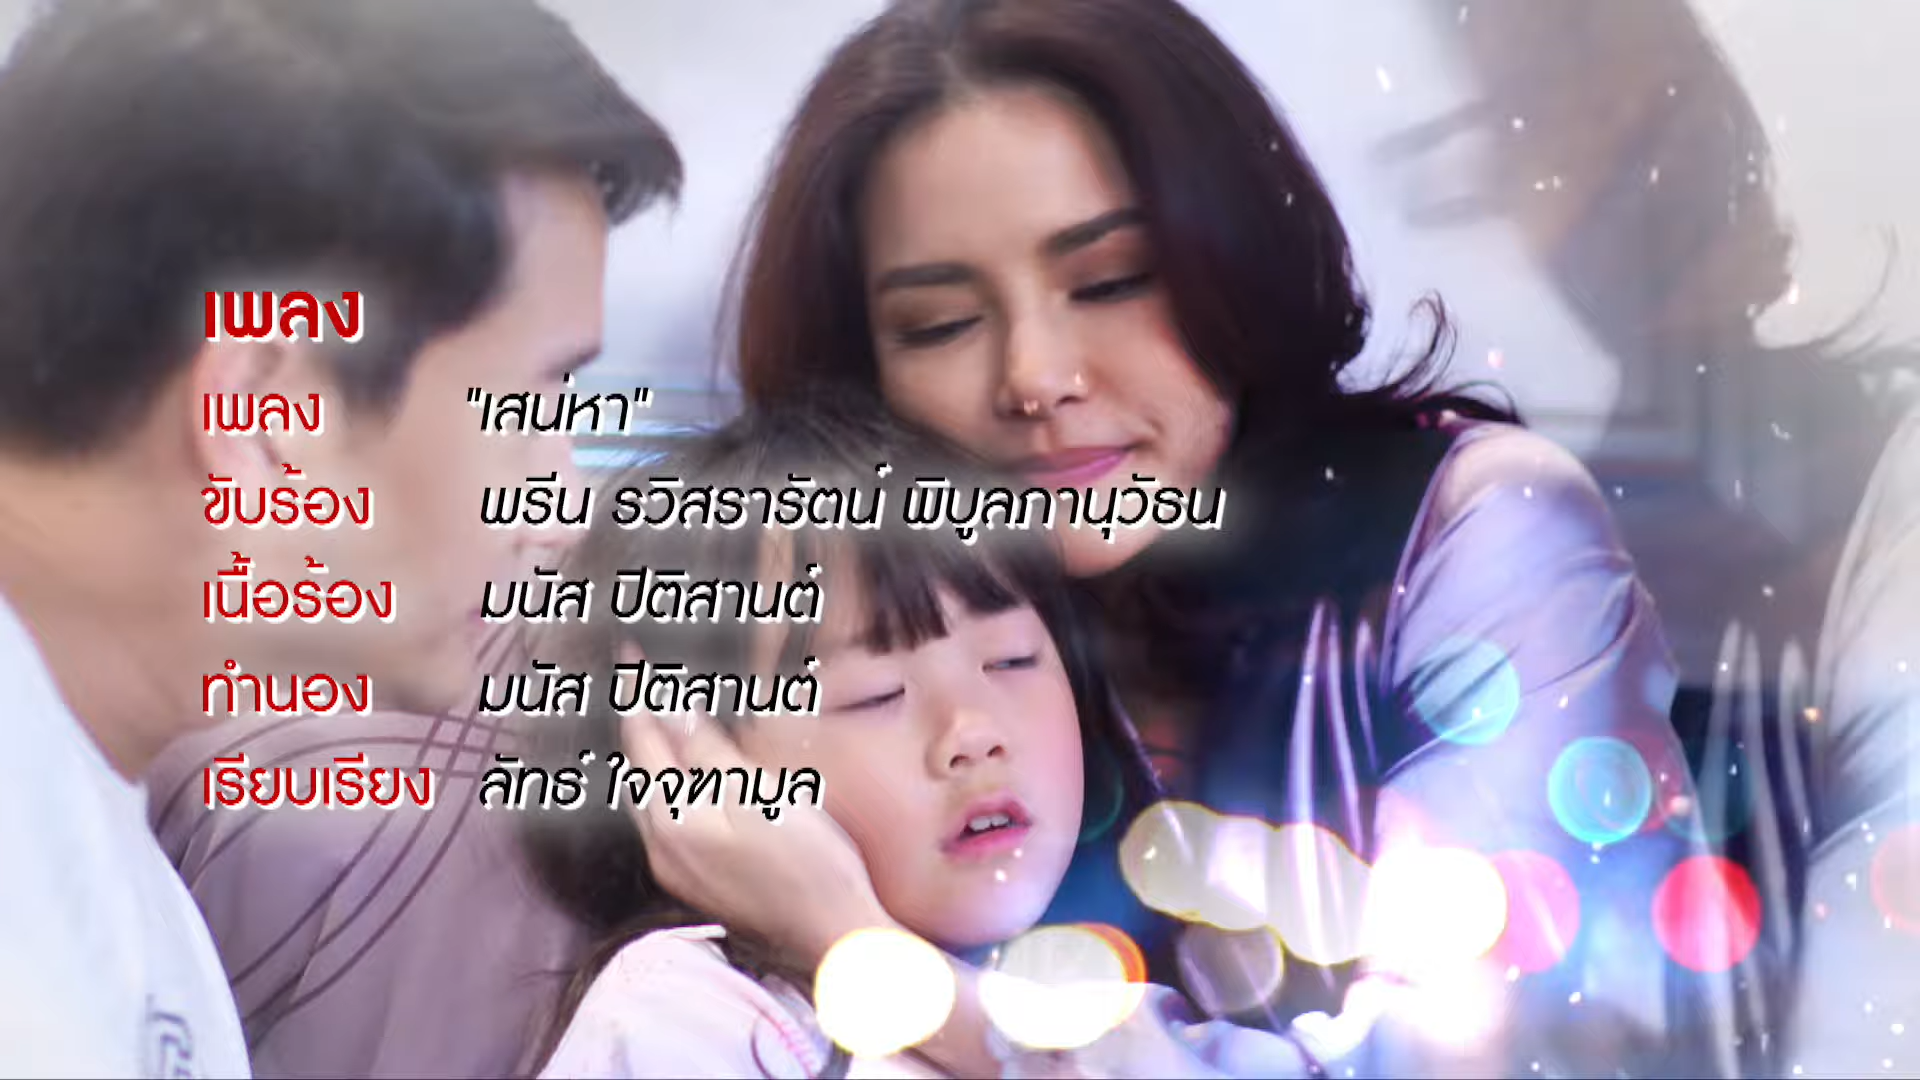 เพลง
เพลง "เสน่หา"
ขับร้อง พรีน รวิสรารัตน์ พิบูลภานุวัธน
เนื้อร้อง มนัส ปิติสานต์
ทำนอง มนัส ปิติสานต์
เรียบเรียง ลัทธ์ ใจจุฑามูล